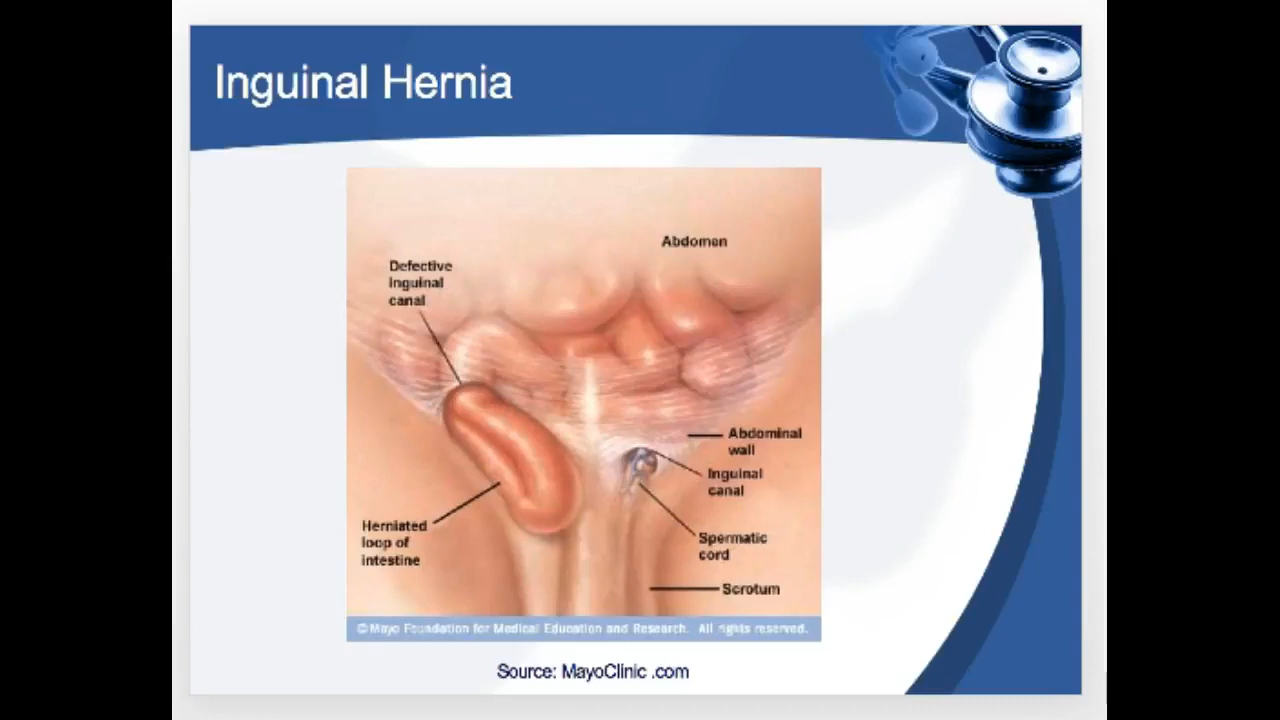 Inguinal Hernia
Abdomen
Defective
inguinal
canal
Abdominal
wall
Inguinal
canal
Herniated
loop of
intestine
Spermatic
cord
Scrotum
©Mayo Foundation for Medical Education and Research. All rights reserved.
Source: MayoClinic .com